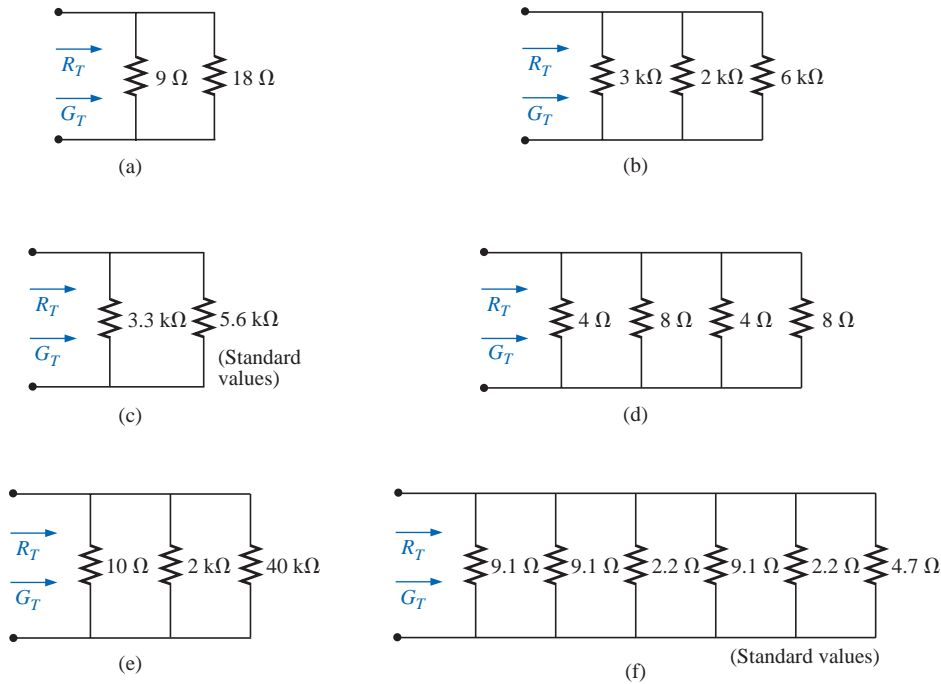 R_T
G_T
9 Ω
18 Ω
(a)
R_T
G_T
3 kΩ
2 kΩ
6 kΩ
(b)
R_T
G_T
3.3 kΩ
5.6 kΩ
(Standard
values)
(c)
R_T
G_T
4 Ω
8 Ω
4 Ω
8 Ω
(d)
R_T
G_T
10 Ω
2 kΩ
40 kΩ
(e)
R_T
G_T
9.1 Ω
9.1 Ω
2.2 Ω
9.1 Ω
2.2 Ω
4.7 Ω
(Standard values)
(f)